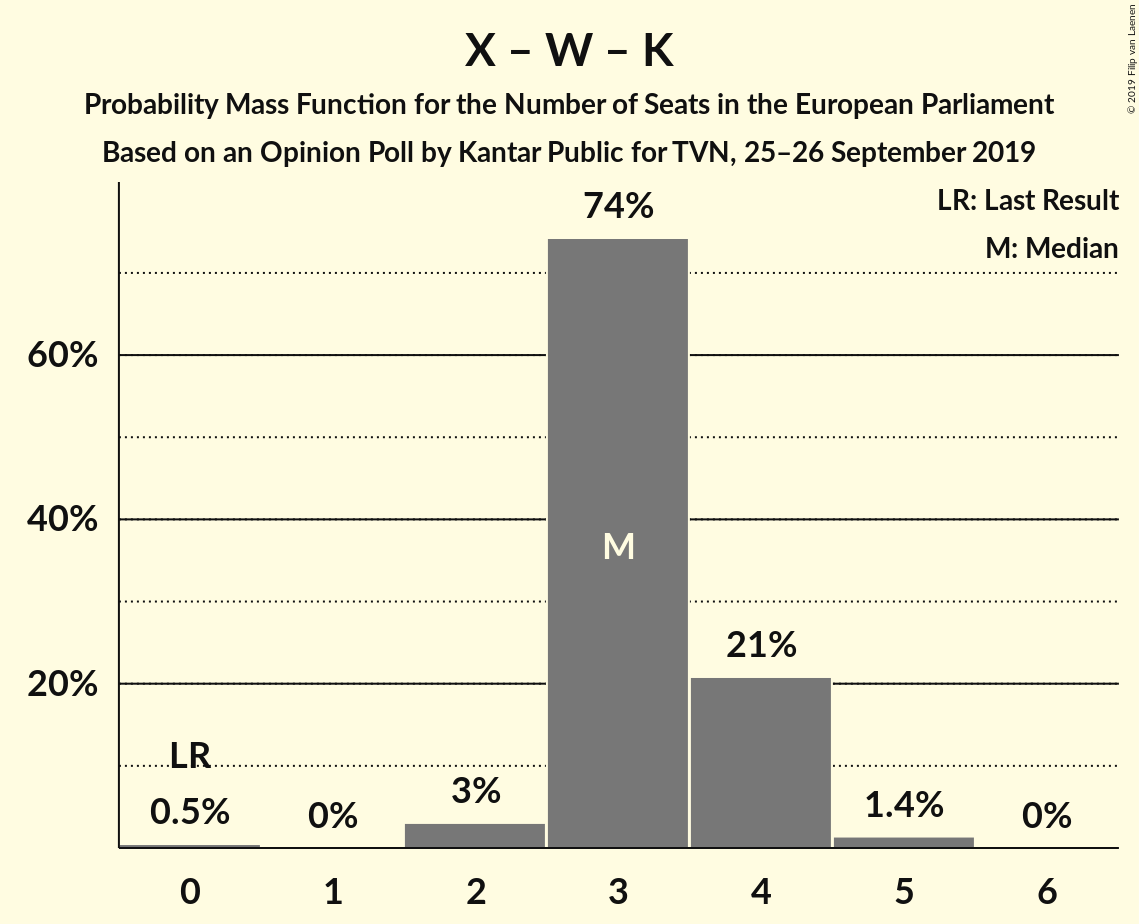 X – W – K
Probability Mass Function for the Number of Seats in the European Parliament
Based on an Opinion Poll by Kantar Public for TVN, 25–26 September 2019
© 2019 Filip van Laenen
LR: Last Result
M: Median
74%
60%
40%
M
21%
20%
LR
0.5%
0%
3%
1.4%
0%
0 1 2 3 4 5 6